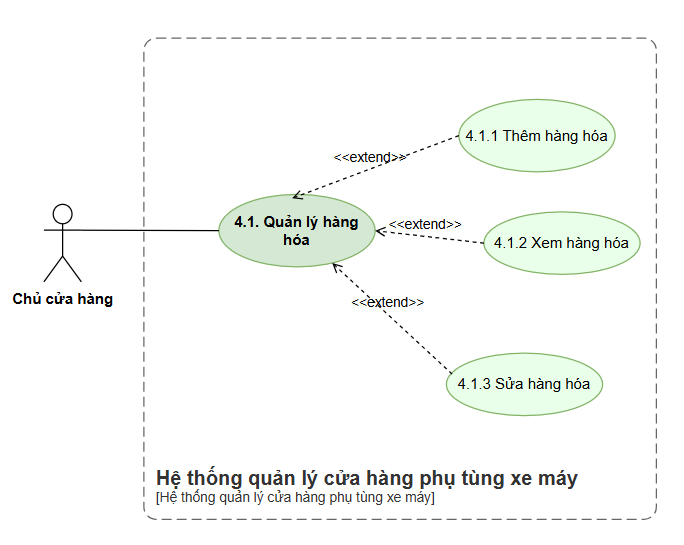 4.1.1 Thêm hàng hóa
<<extend>>
4.1. Quản lý hàng
hóa
<<extend>>
4.1.2 Xem hàng hóa
Chủ cửa hàng
<<extend>>
4.1.3 Sửa hàng hóa
Hệ thống quản lý cửa hàng phụ tùng xe máy
[Hệ thống quản lý cửa hàng phụ tùng xe máy]